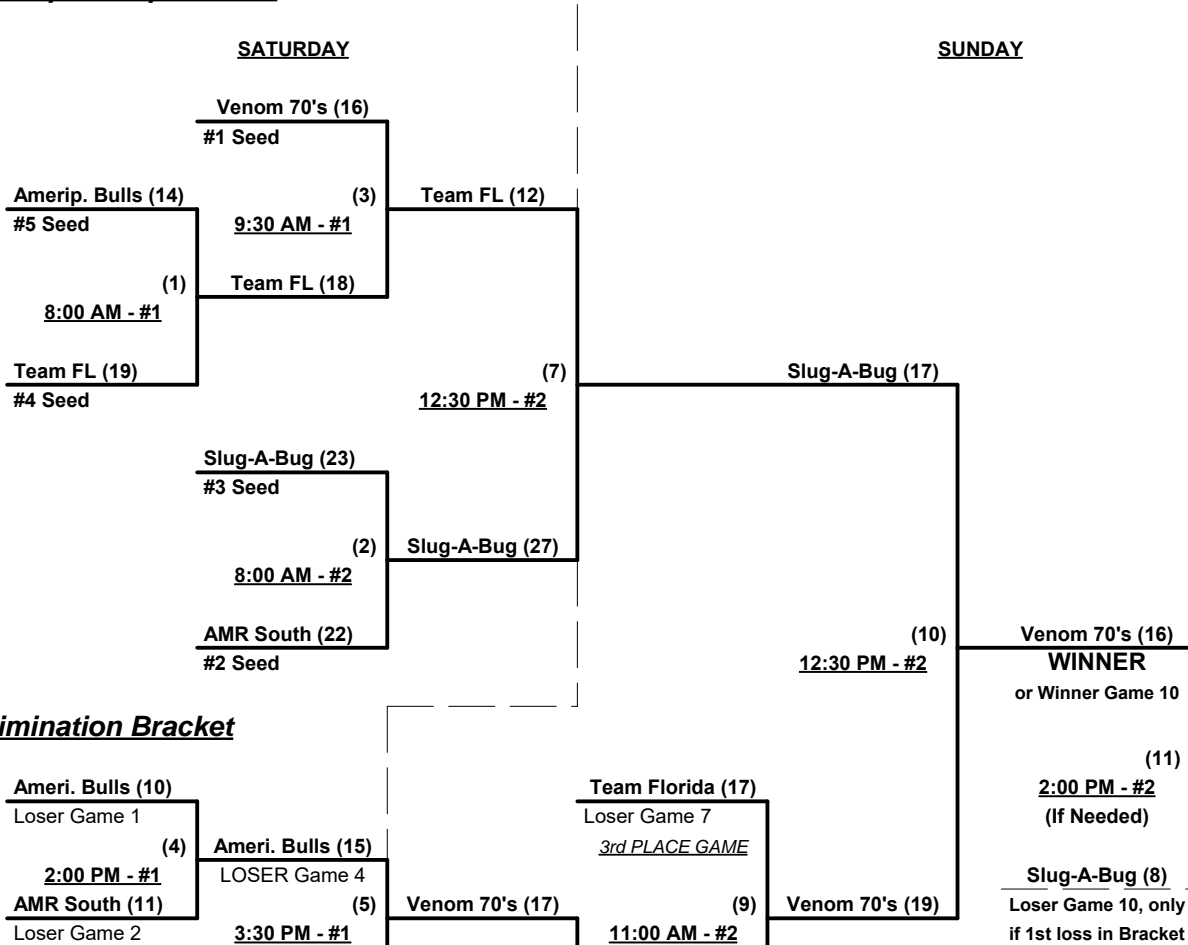 SATURDAY
SUNDAY
Venom 70's (16)
#1 Seed
Amerip. Bulls (14)
(3)
Team FL (12)
#5 Seed
9:30 AM - #1
(1)
Team FL (18)
8:00 AM - #1
Team FL (19)
(7)
Slug-A-Bug (17)
#4 Seed
12:30 PM - #2
Slug-A-Bug (23)
#3 Seed
(2)
Slug-A-Bug (27)
8:00 AM - #2
AMR South (22)
(10)
Venom 70's (16)
#2 Seed
12:30 PM - #2
WINNER
or Winner Game 10
imination Bracket
(11)
Ameri. Bulls (10)
Team Florida (17)
2:00 PM - #2
Loser Game 1
Loser Game 7
(If Needed)
(4)
Ameri. Bulls (15)
3rd PLACE GAME
2:00 PM - #1
LOSER Game 4
Slug-A-Bug (8)
AMR South (11)
(5)
Venom 70's (17)
(9)
Venom 70's (19)
Loser Game 10, only
Loser Game 2
3:30 PM - #1
11:00 AM - #2
if 1st loss in Bracket